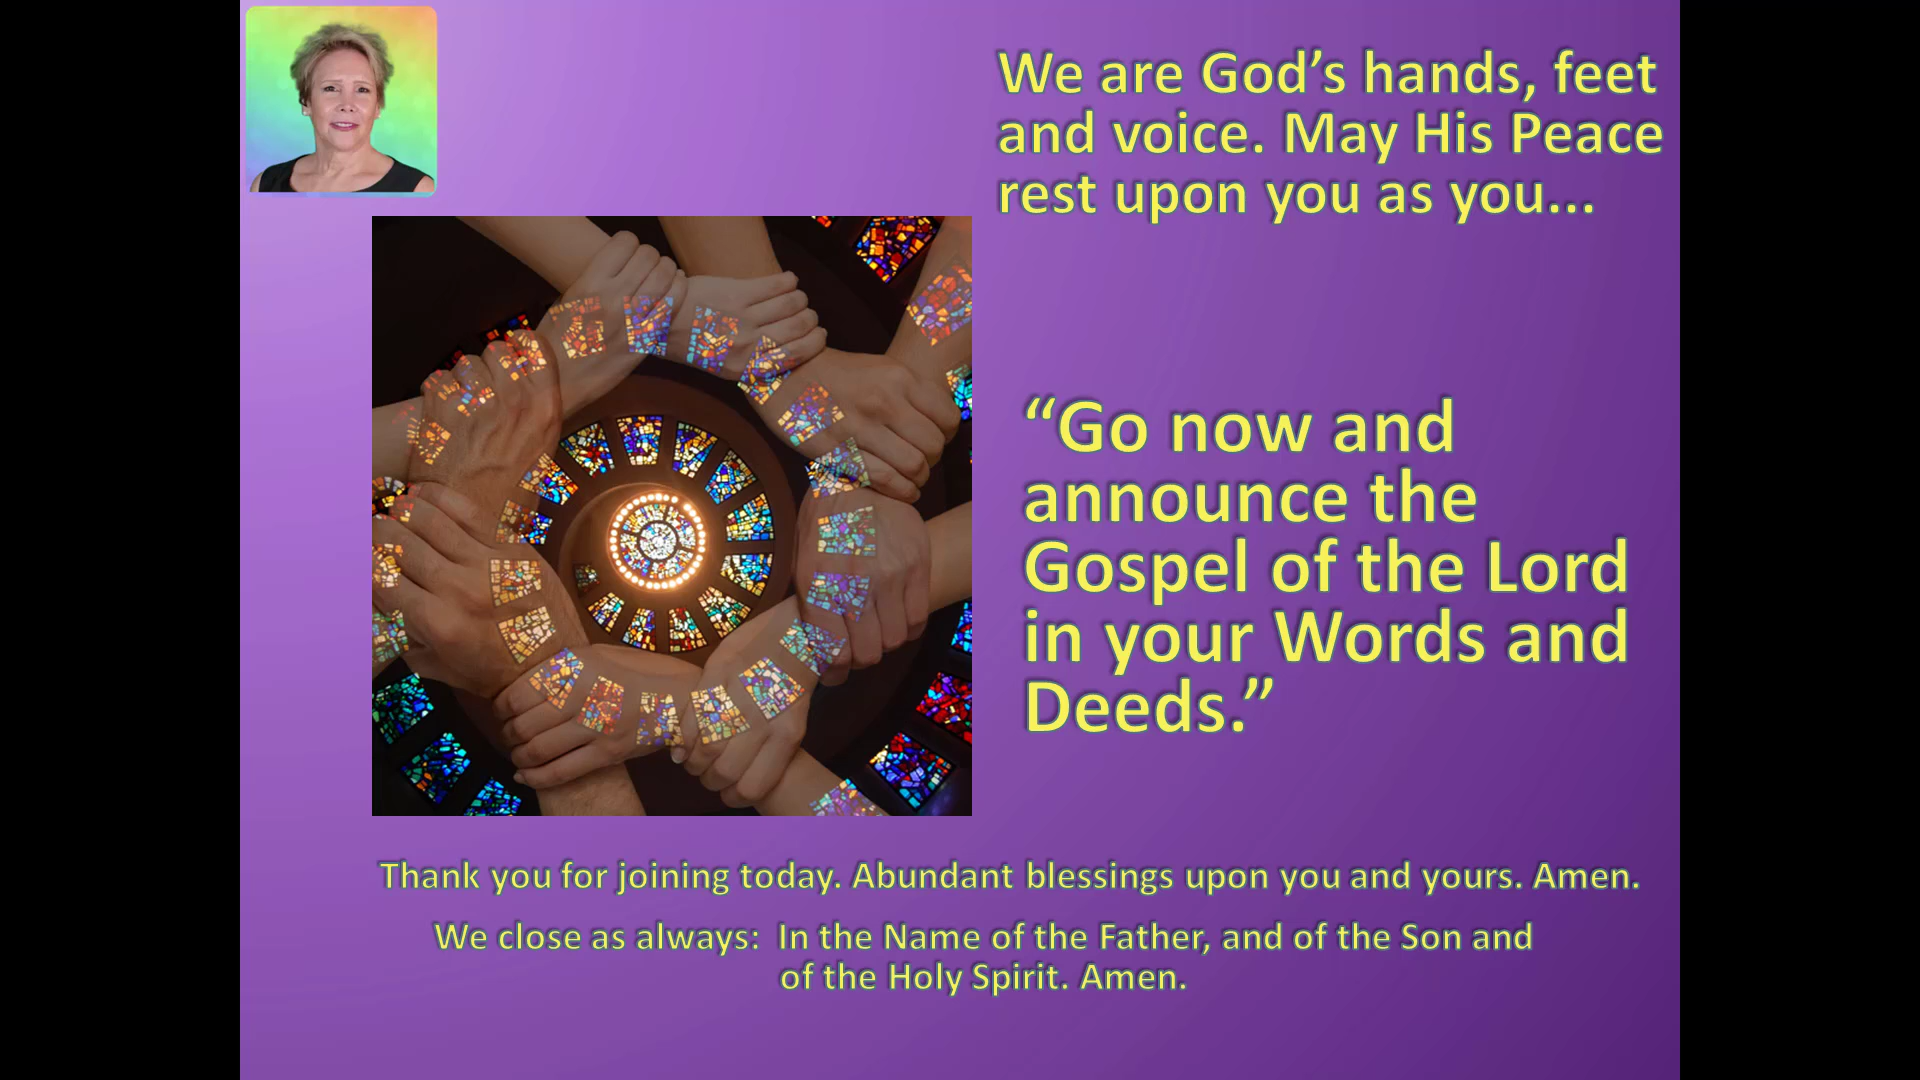 We are God’s hands, feet
and voice. May His Peace
rest upon you as you...
“Go now and
announce the
Gospel of the Lord
in your Words and
Deeds.”
Thank you for joining today. Abundant blessings upon you and yours. Amen.
We close as always:  In the Name of the Father, and of the Son and
of the Holy Spirit. Amen.